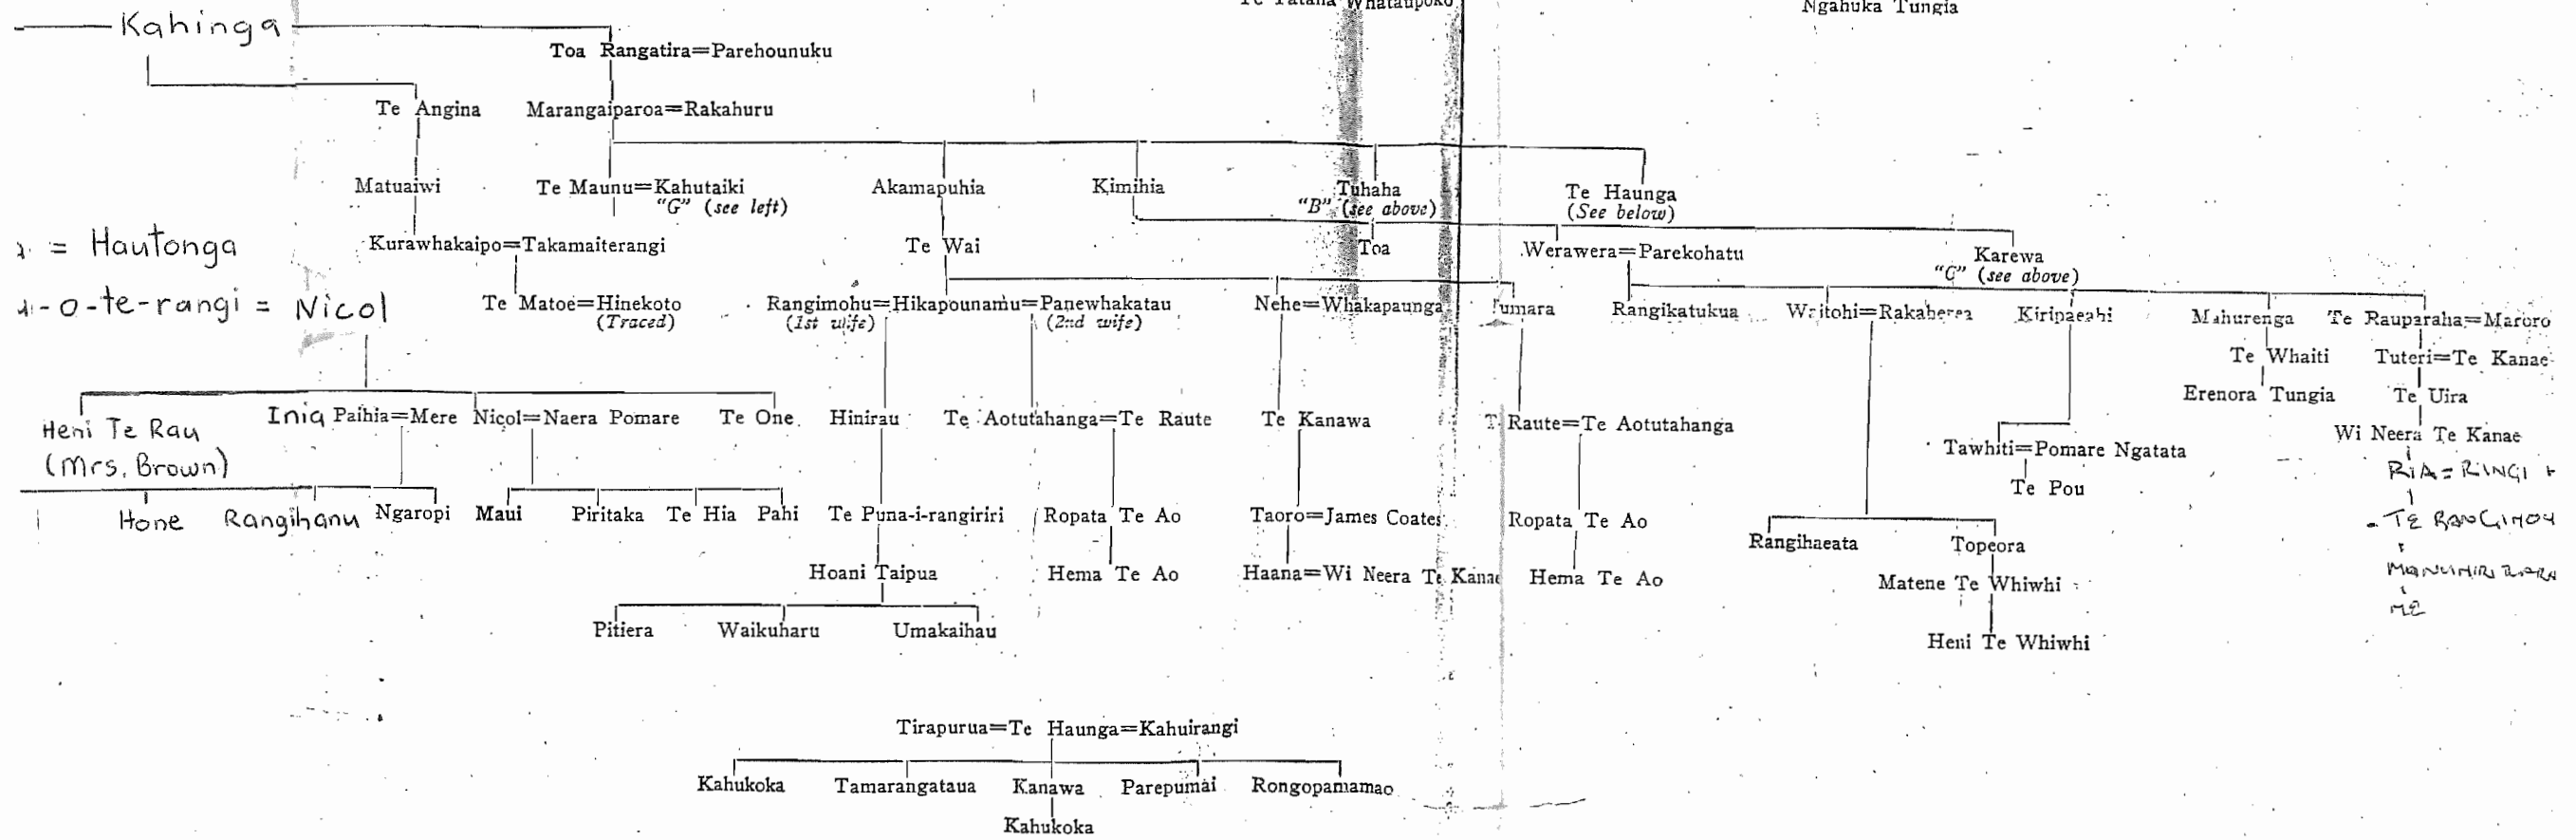 Whataupoko
Ngahuka Tungia
Kahinga
Toa Rangatira=Parehounuku
Te Angina Marangaiparoa=Rakahuru
Matuaiwi Te Maunu=Kahutaiki Akamapuhia Kimihia Tuhaha Te Haunga
"G" (see left) "B" (see above) (See below)
= Hautonga Kurawhakaipo=Takamaiterangi Te Wai Toa Werawera=Parekohatu Karewa
"C" (see above)
-o-te-rangi = Nicol Te Matoe=Hinekoto Rangimohu=Hikapounamu=Panewhakatau Nehe=Whakapaunga Rangikatukua Kiripaeahi Mahurenga Te Rauparaha=Maroro
(Traced) (1st wife) (2nd wife)
Te Whaiti Tuteri=Te Kanae
Erenora Tungia Te Uira
Heni Te Rau Inia Paihia=Mere Nicol=Naera Pomare Te One Hinirau Te Aotutahanga=Te Raute Te Kanawa Raute=Te Aotutahanga Wi Neera Te Kanae
(Mrs. Brown) Tawhiti=Pomare Ngatata RIA=RINGI
Te Pou
Hone Rangihanu Ngaropi Maui Piritaka Te Hia Pahi Te Puna-i-rangiriri Ropata Te Ao Taoro=James Coates Ropata Te Ao
Rangihaeata Topeora
Hoani Taipua Hema Te Ao Haana=Wi Neera Te Kanae Hema Te Ao Matene Te Whiwhi
ME
Pitiera Waikuharu Umakaihau Heni Te Whiwhi
Tirapurua=Te Haunga=Kahuirangi
Kahukoka Tamarangataua Kanawa Parepumai Rongopamamao
Kahukoka